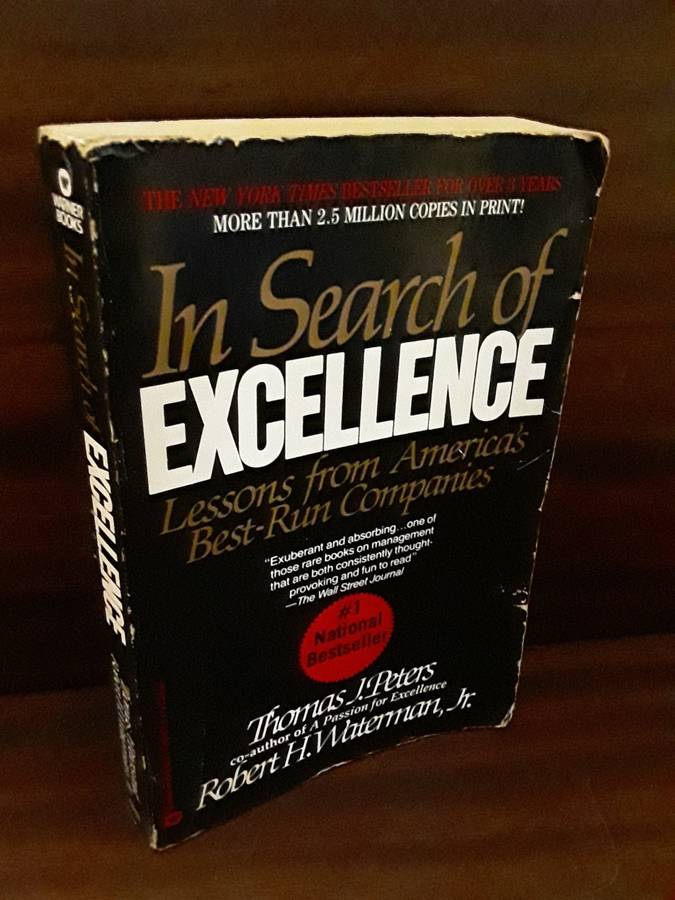 THE NEW YORK TIMES BESTSELLER FOR OVER 3 YEARS
MORE THAN 2.5 MILLION COPIES IN PRINT!
In Search of
EXCELLENCE
Lessons from America's
Best-Run Companies
"Exuberant and absorbing...one of
those rare books on management
that are both consistently thought-
provoking and fun to read"
—The Wall Street Journal
#1
National
Bestseller
Thomas J. Peters
co-author of A Passion for Excellence
Robert H. Waterman, Jr.
WARNER
BOOKS
In Search of
EXCELLENCE